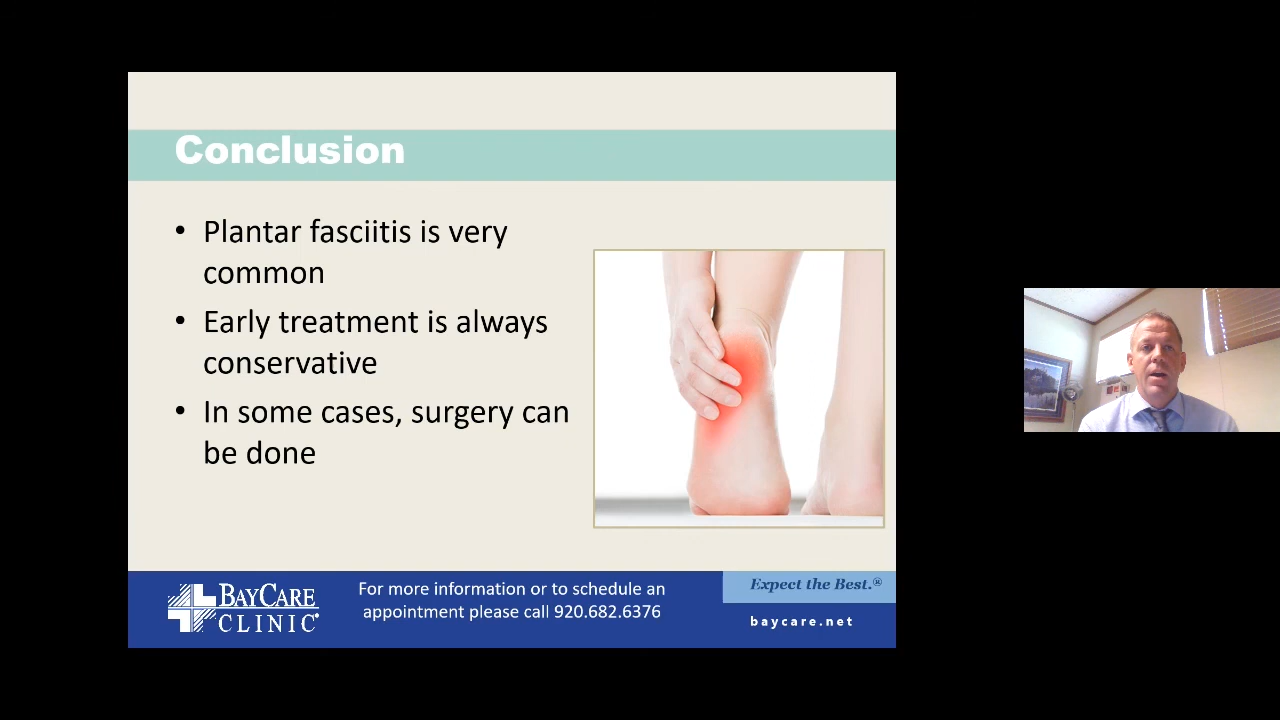 Conclusion
• Plantar fasciitis is very
common
• Early treatment is always
conservative
• In some cases, surgery can
be done
BAYCARE
CLINIC®
For more information or to schedule an
appointment please call 920.682.6376
Expect the Best.®
baycare.net